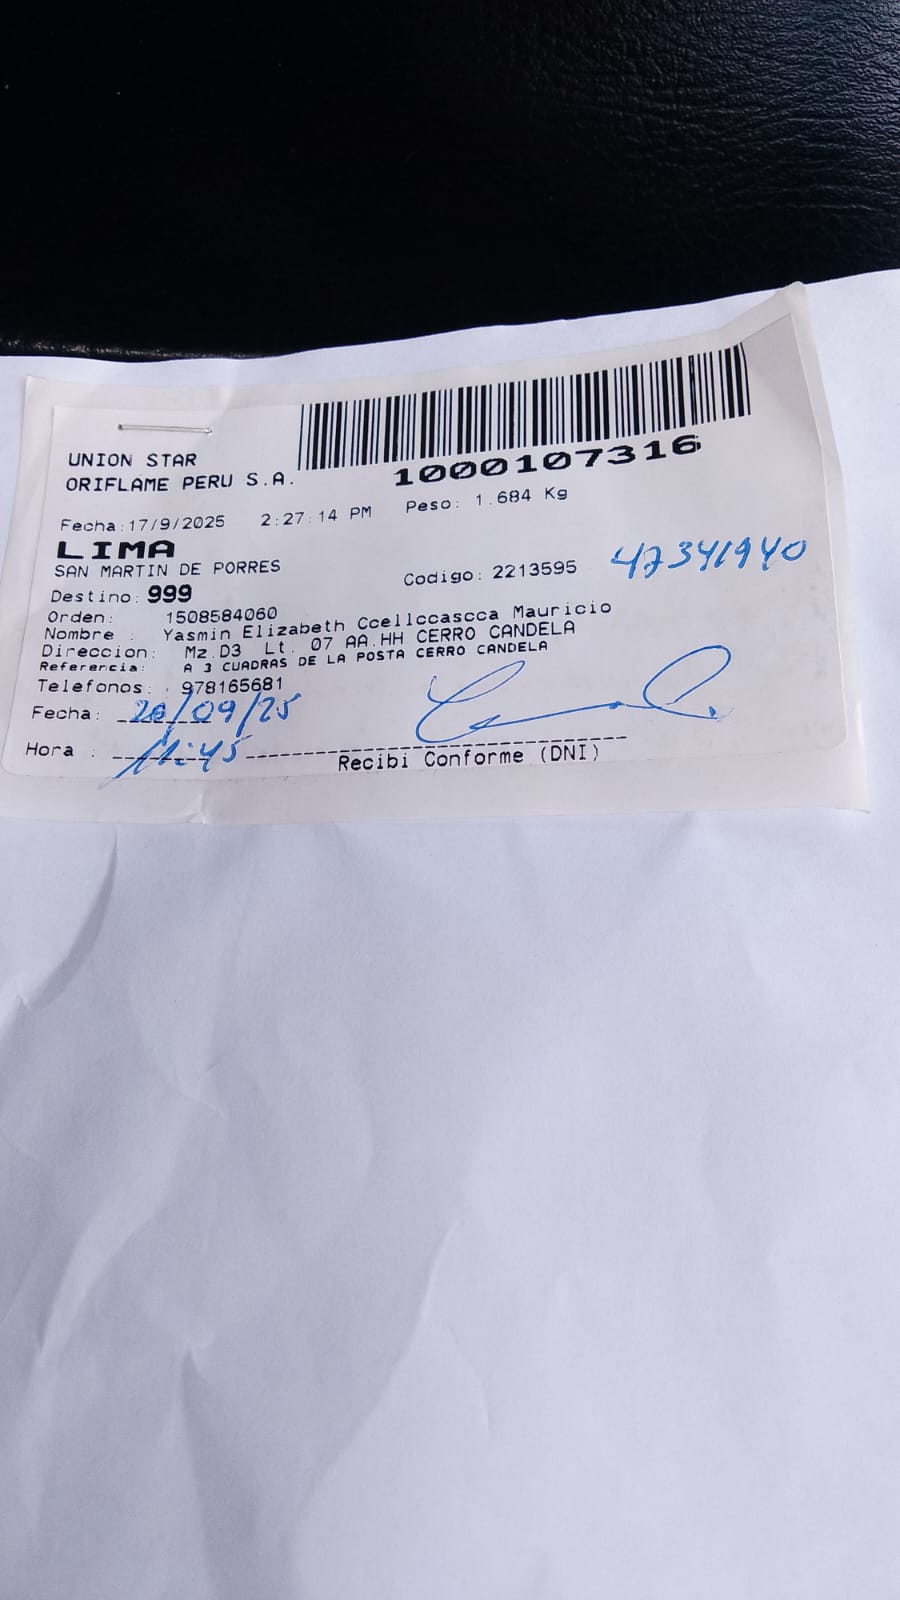 UNION STAR
ORIFLAME PERU S.A.
1000107316
Fecha:17/9/2025 2:27:14 PM Peso: 1.684 Kg
LIMA
SAN MARTIN DE PORRES
Codigo: 2213595 47341940
Destino: 999
Orden: 1508584060
Nombre : Yasmin Elizabeth Ccellccascca Mauricio
Direccion: Mz.D3 Lt. 07 AA.HH CERRO CANDELA
Referencia: A 3 CUADRAS DE LA POSTA CERRO CANDELA
Telefonos: 978165681
Fecha: 20/09/25
Hora : 11:45
Recibi Conforme (DNI)